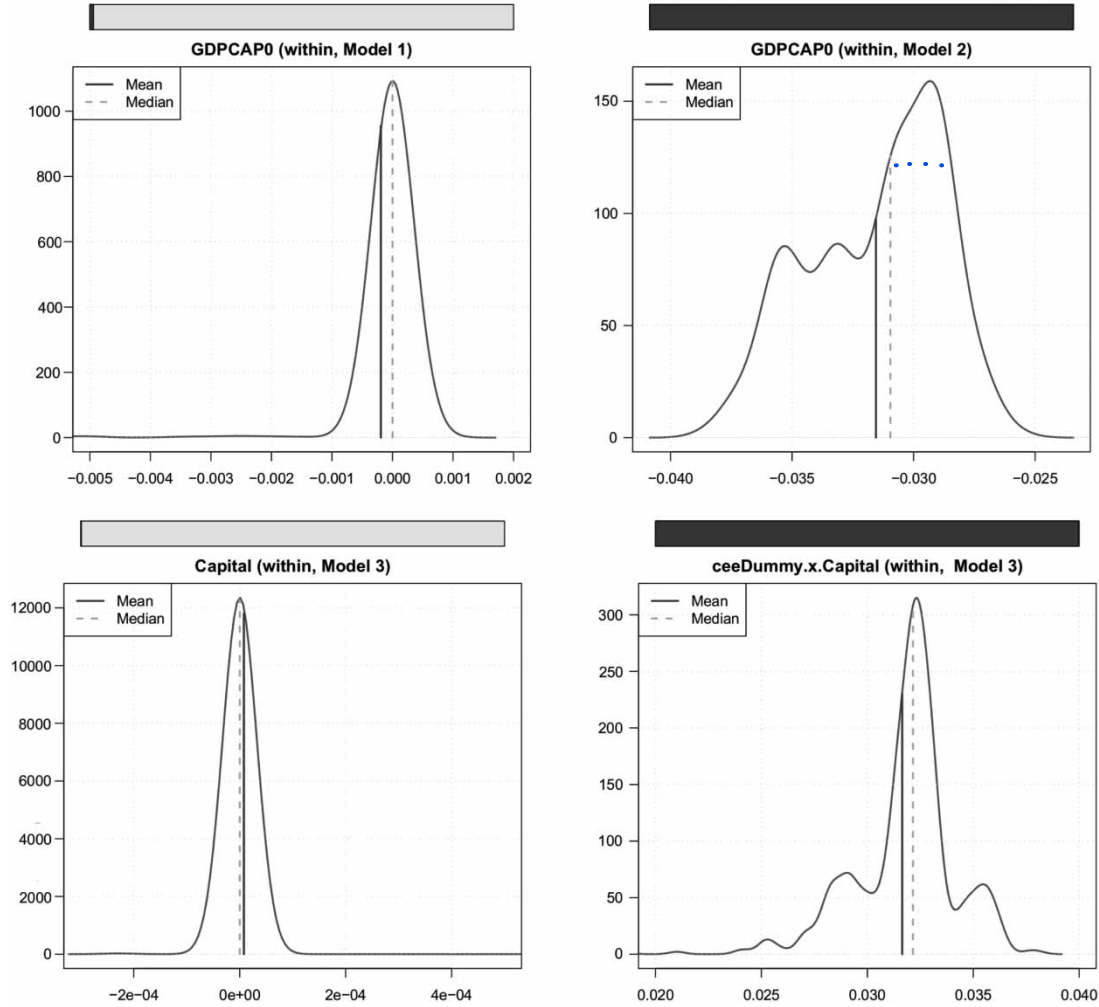 GDPCAP0 (within, Model 1)
Mean
Median
1000
800
600
400
200
0
−0.005 −0.004 −0.003 −0.002 −0.001 0.000 0.001 0.002
GDPCAP0 (within, Model 2)
Mean
Median
150
100
50
0
−0.040 −0.035 −0.030 −0.025
Capital (within, Model 3)
Mean
Median
12000
10000
8000
6000
4000
2000
0
−2e−04 0e+00 2e−04 4e−04
ceeDummy.x.Capital (within, Model 3)
Mean
Median
300
250
200
150
100
50
0
0.020 0.025 0.030 0.035 0.040